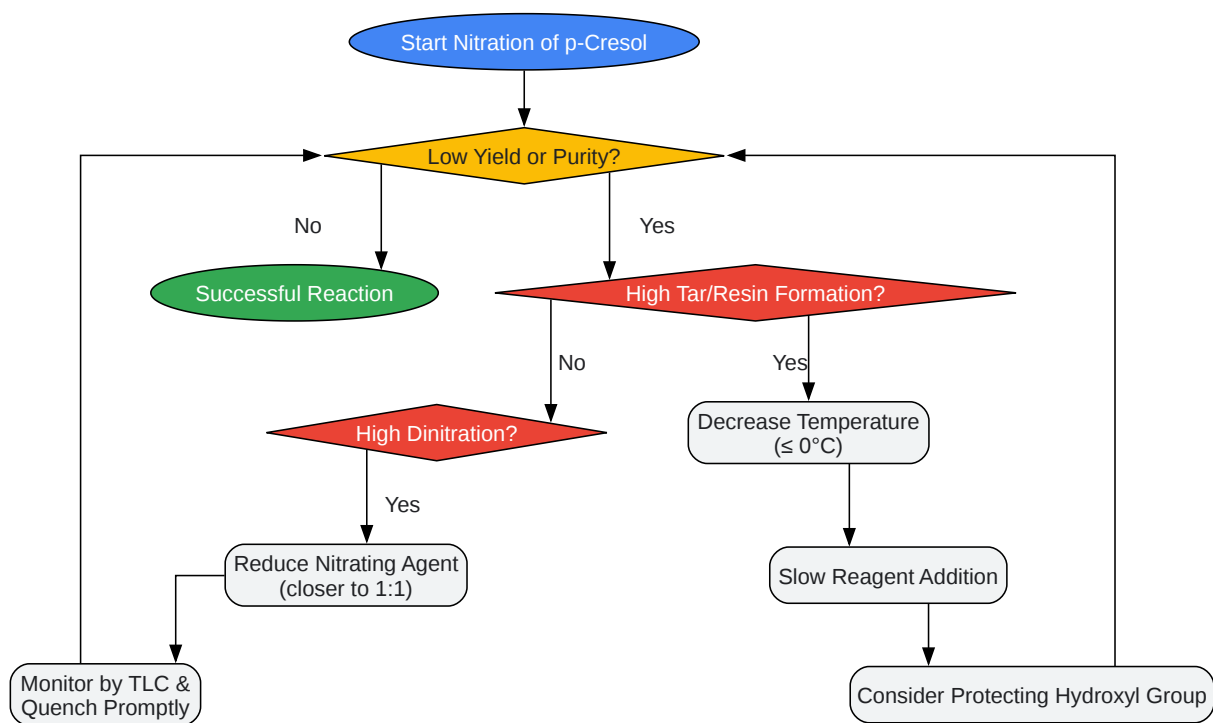 Start Nitration of p-Cresol
Low Yield or Purity?
No
Yes
Successful Reaction
High Tar/Resin Formation?
No
Yes
High Dinitration?
Decrease Temperature
(≤ 0°C)
Yes
Reduce Nitrating Agent
(closer to 1:1)
Slow Reagent Addition
Monitor by TLC &
Quench Promptly
Consider Protecting Hydroxyl Group